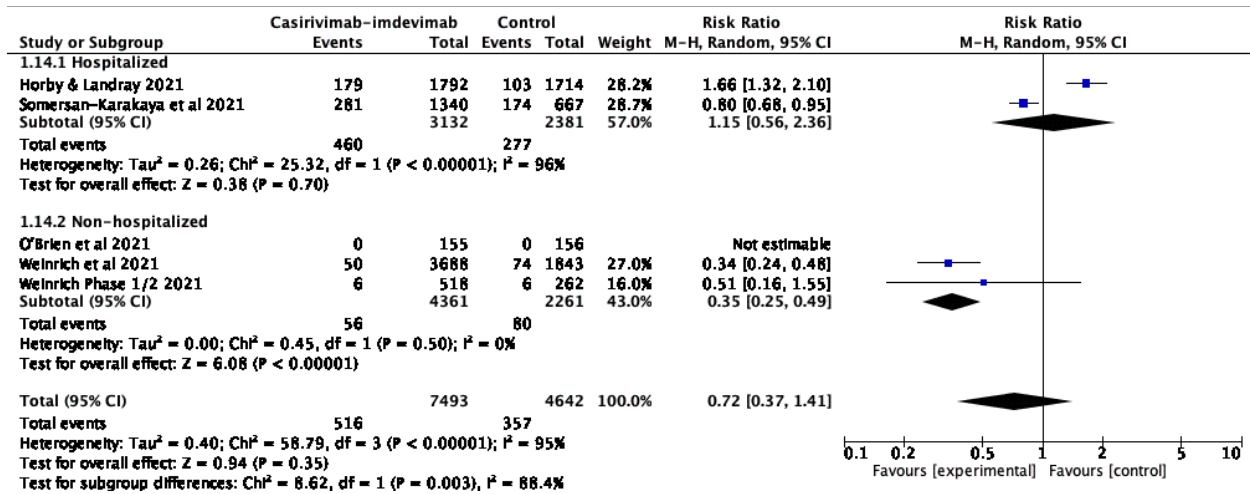 Casirivimab-imdevimab Control Risk Ratio Risk Ratio
Study or Subgroup Events Total Events Total Weight M-H, Random, 95% CI M-H, Random, 95% CI
1.14.1 Hospitalized
Horby & Landray 2021 179 1792 103 1714 28.2% 1.66 [1.32, 2.10]
Somersan-Karakaya et al 2021 281 1340 174 667 28.7% 0.80 [0.68, 0.95]
Subtotal (95% CI) 3132 2381 57.0% 1.15 [0.56, 2.36]
Total events 460 277
Heterogeneity: Tau² = 0.26; Chi² = 25.32, df = 1 (P < 0.00001); I² = 96%
Test for overall effect: Z = 0.38 (P = 0.70)
1.14.2 Non-hospitalized
O'Brien et al 2021 0 155 0 156 Not estimable
Weinrich et al 2021 50 3688 74 1843 27.0% 0.34 [0.24, 0.48]
Weinrich Phase 1/2 2021 6 518 6 262 16.0% 0.51 [0.16, 1.55]
Subtotal (95% CI) 4361 2261 43.0% 0.35 [0.25, 0.49]
Total events 56 80
Heterogeneity: Tau² = 0.00; Chi² = 0.45, df = 1 (P = 0.50); I² = 0%
Test for overall effect: Z = 6.08 (P < 0.00001)
Total (95% CI) 7493 4642 100.0% 0.72 [0.37, 1.41]
Total events 516 357
Heterogeneity: Tau² = 0.40; Chi² = 58.79, df = 3 (P < 0.00001); I² = 95%
Test for overall effect: Z = 0.94 (P = 0.35)
Test for subgroup differences: Chi² = 8.62, df = 1 (P = 0.003), I² = 88.4%
0.1 0.2 0.5 1 2 5 10
Favours [experimental] Favours [control]